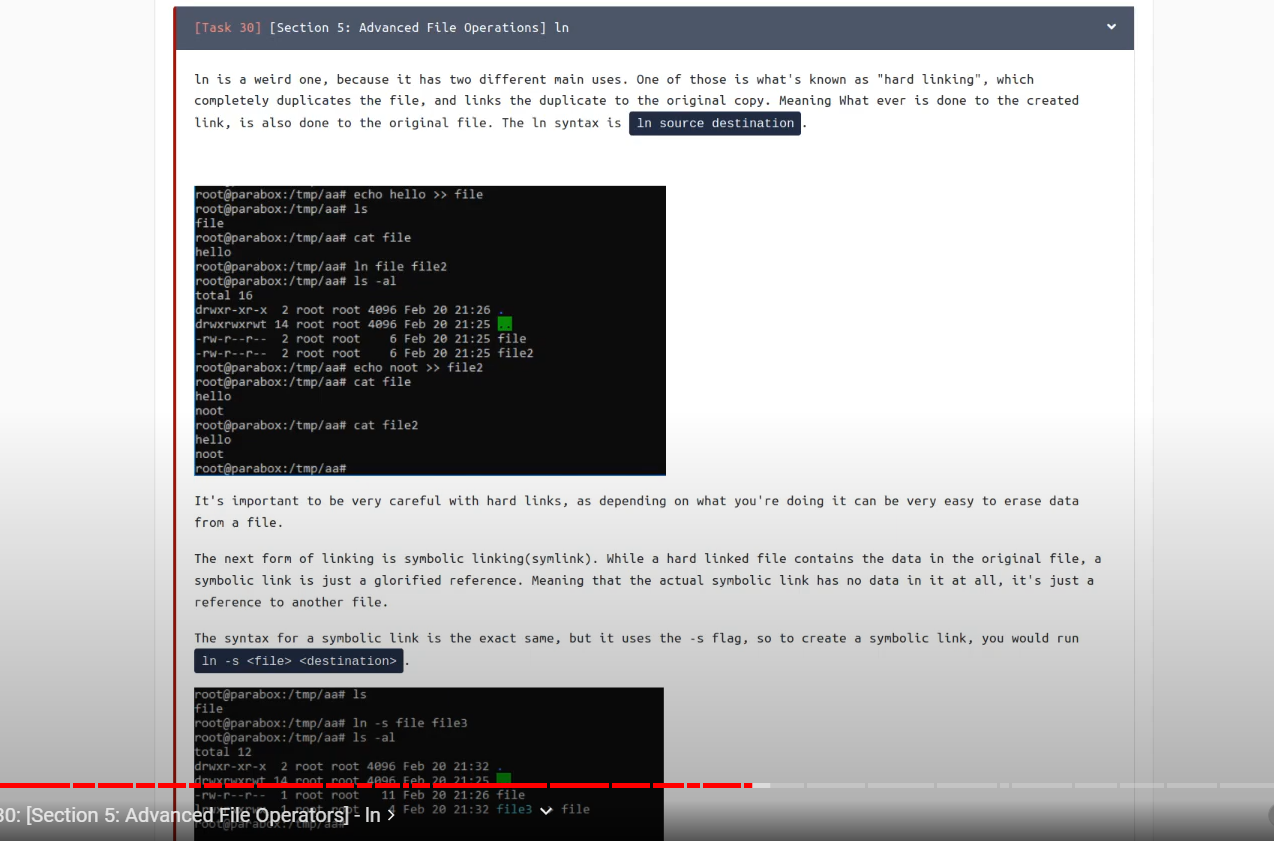 [Task 30] [Section 5: Advanced File Operations] ln
ln is a weird one, because it has two different main uses. One of those is what's known as "hard linking", which
completely duplicates the file, and links the duplicate to the original copy. Meaning What ever is done to the created
link, is also done to the original file. The ln syntax is ln source destination.
root@parabox:/tmp/aa# echo hello >> file
root@parabox:/tmp/aa# ls
file
root@parabox:/tmp/aa# cat file
hello
root@parabox:/tmp/aa# ln file file2
root@parabox:/tmp/aa# ls -al
total 16
drwxr-xr-x  2 root root 4096 Feb 20 21:26 .
drwxrwxrwt 14 root root 4096 Feb 20 21:25 ..
-rw-r--r--  2 root root    6 Feb 20 21:25 file
-rw-r--r--  2 root root    6 Feb 20 21:25 file2
root@parabox:/tmp/aa# echo noot >> file2
root@parabox:/tmp/aa# cat file
hello
noot
root@parabox:/tmp/aa# cat file2
hello
noot
root@parabox:/tmp/aa#
It's important to be very careful with hard links, as depending on what you're doing it can be very easy to erase data
from a file.
The next form of linking is symbolic linking(symlink). While a hard linked file contains the data in the original file, a
symbolic link is just a glorified reference. Meaning that the actual symbolic link has no data in it at all, it's just a
reference to another file.
The syntax for a symbolic link is the exact same, but it uses the -s flag, so to create a symbolic link, you would run
ln -s <file> <destination>.
root@parabox:/tmp/aa# ls
file
root@parabox:/tmp/aa# ln -s file file3
root@parabox:/tmp/aa# ls -al
total 12
drwxr-xr-x  2 root root 4096 Feb 20 21:32 .
drwxrwxrwt 14 root root 4096 Feb 20 21:25
-rw-r--r--  1 root root   11 Feb 20 21:26 file
1 root root    4 Feb 20 21:32 file3 file
30: [Section 5: Advanced File Operators] - ln >
root@parabox:/tmp/aa#